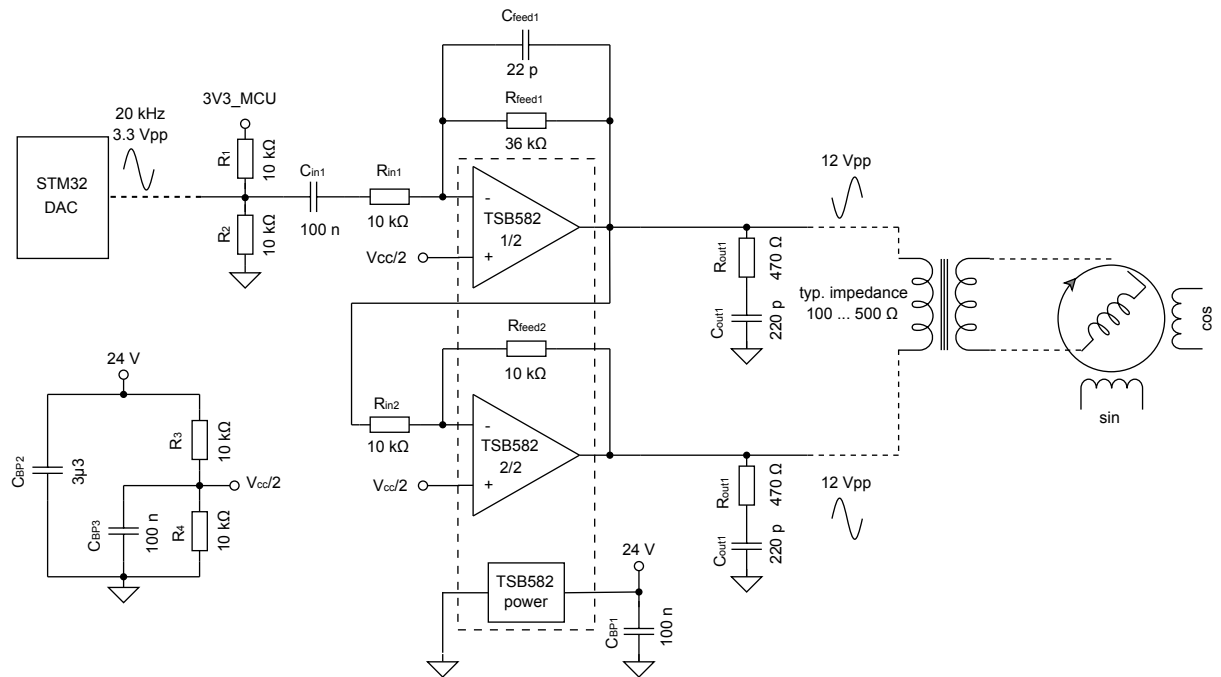 Cfeed1
22 p
Rfeed1
36 kΩ
3V3_MCU
20 kHz
3.3 Vpp
STM32
DAC
R1
10 kΩ
R2
10 kΩ
Cin1
100 n
Rin1
10 kΩ
-
TSB582
1/2
+
Vcc/2
12 Vpp
Rout1
470 Ω
Cout1
220 p
typ. impedance
100 ... 500 Ω
cos
sin
24 V
CBP2
3µ3
R3
10 kΩ
Vcc/2
CBP3
100 n
R4
10 kΩ
Rfeed2
10 kΩ
Rin2
10 kΩ
-
TSB582
2/2
+
Vcc/2
Rout1
470 Ω
Cout1
220 p
12 Vpp
TSB582
power
24 V
CBP1
100 n